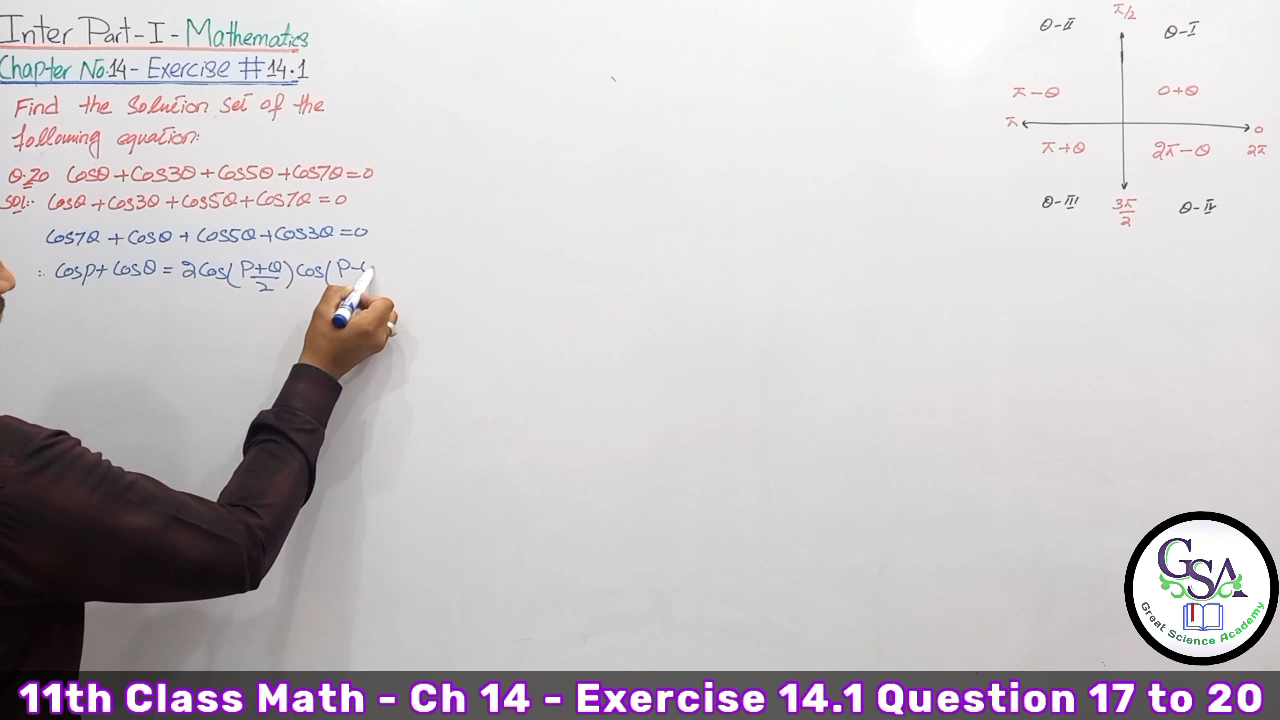 Inter Part-I-Mathematics
Chapter No.14-Exercise #14.1
Find the Solution set of the
following equation:
Q.20 Cosθ+Cos3θ+Cos5θ+Cos7θ=0
Sol:- Cosθ+Cos3θ+Cos5θ+Cos7θ=0
Cos7θ+Cosθ+Cos5θ+Cos3θ=0
∴ CosP+CosQ=2Cos(P+Q/2)Cos(P-
π/2
Q-II Q-I
π-θ 0+θ
π 0
2π
π+θ 2π-θ
Q-III 3π/2 Q-IV
GSA
Great Science Academy
11th Class Math - Ch 14 - Exercise 14.1 Question 17 to 20